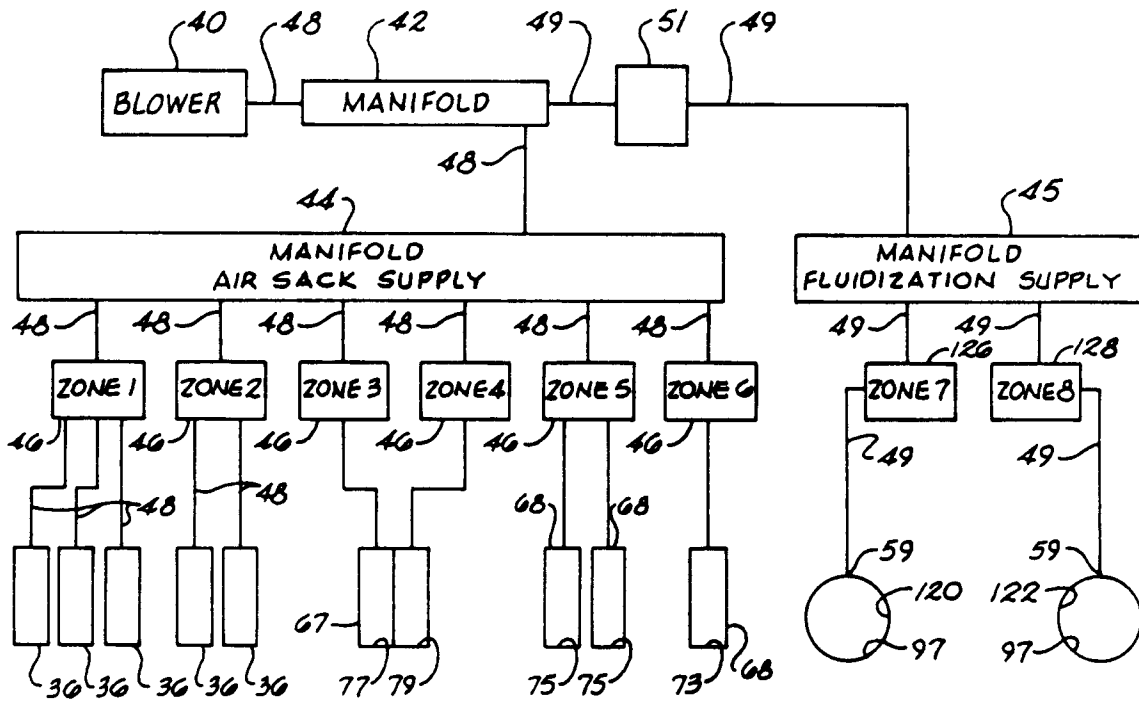 40 48 42 49 51 49
BLOWER MANIFOLD
48
44 45
MANIFOLD
AIR SACK SUPPLY
MANIFOLD
FLUIDIZATION SUPPLY
48 48 48 48 48 48 49 49
126 128
ZONE 1 ZONE 2 ZONE 3 ZONE 4 ZONE 5 ZONE 6 ZONE 7 ZONE 8
46 46 46 46 46 46
49 49
48 48 68 68
59 59
120 122
67
97 97
36 36 36 36 36 77 79 75 75 73 68